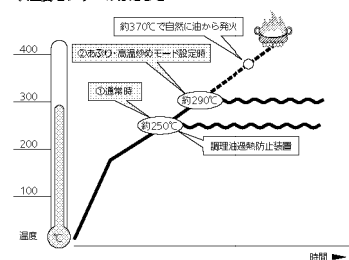 約370℃で自然に油から発火
400
②あぶり・高温炒めモード設定時
①通常時
300
約290℃
約250℃
200
調理油過熱防止装置
100
温度
℃
時間